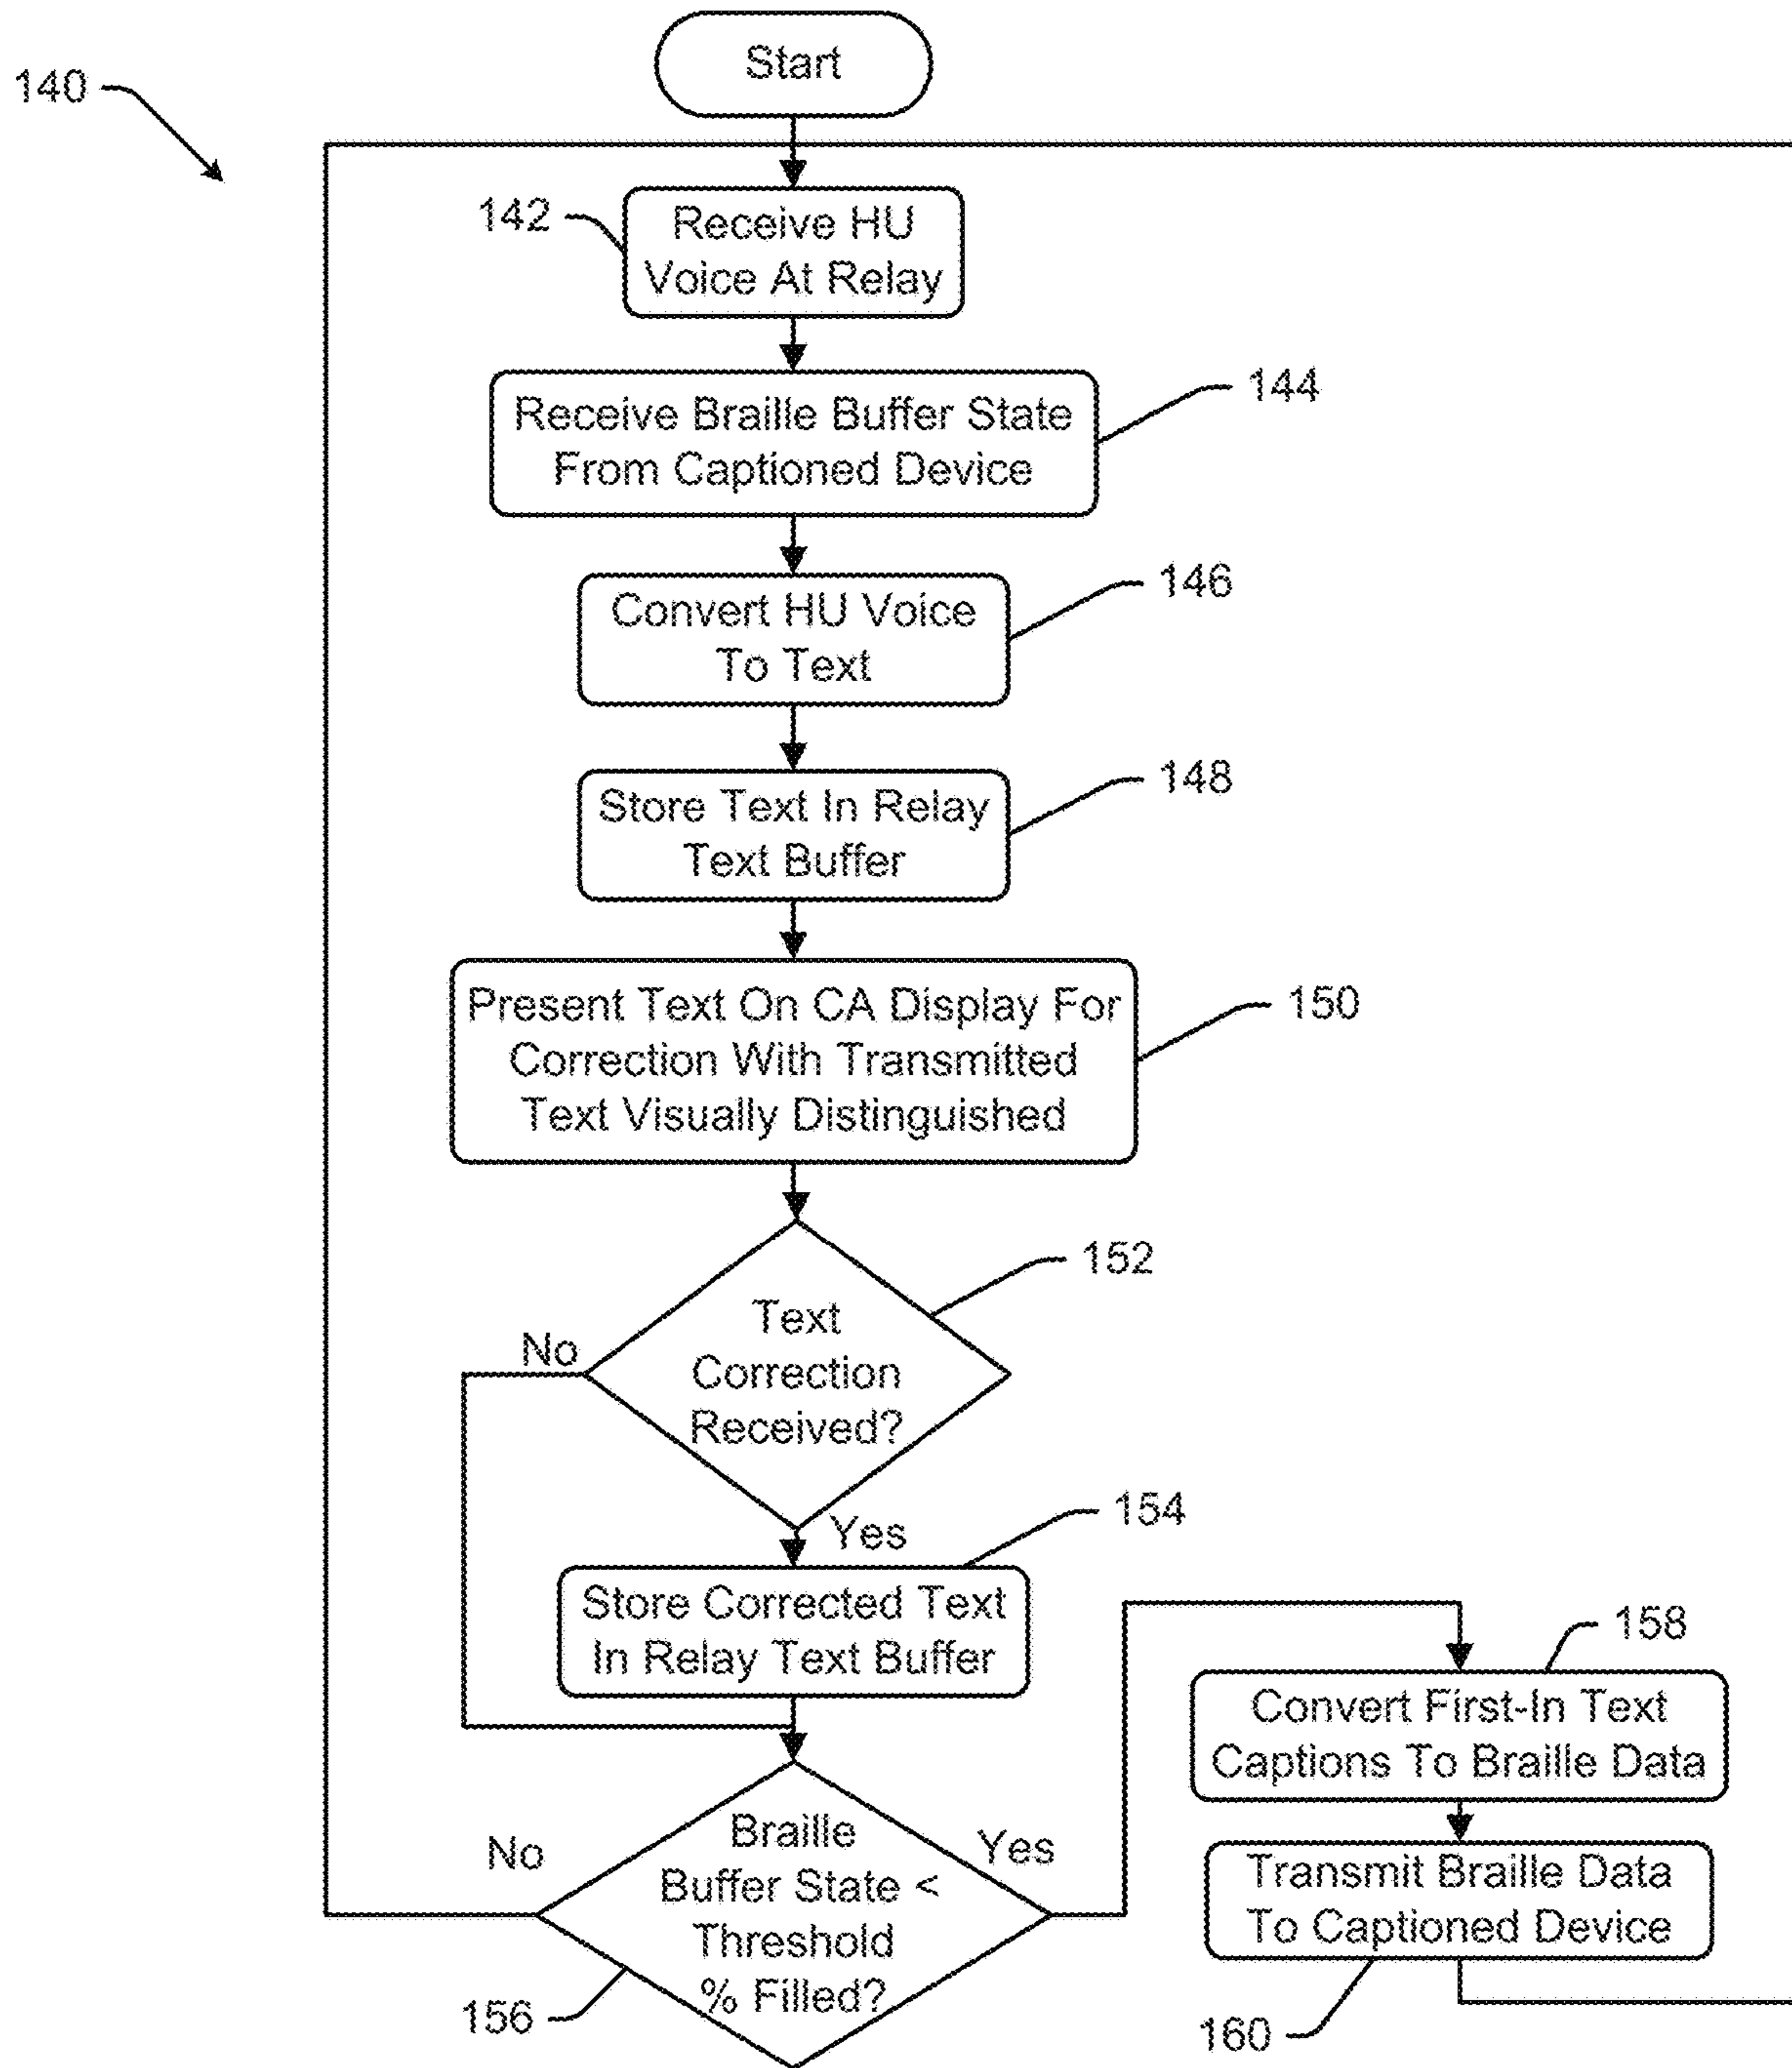 Start
140
142
Receive HU
Voice At Relay
144
Receive Braille Buffer State
From Captioned Device
146
Convert HU Voice
To Text
148
Store Text In Relay
Text Buffer
150
Present Text On CA Display For
Correction With Transmitted
Text Visually Distinguished
152
Text
Correction
Received?
No
Yes
154
Store Corrected Text
In Relay Text Buffer
156
Braille
Buffer State <
Threshold
% Filled?
No
Yes
158
Convert First-In Text
Captions To Braille Data
Transmit Braille Data
To Captioned Device
160